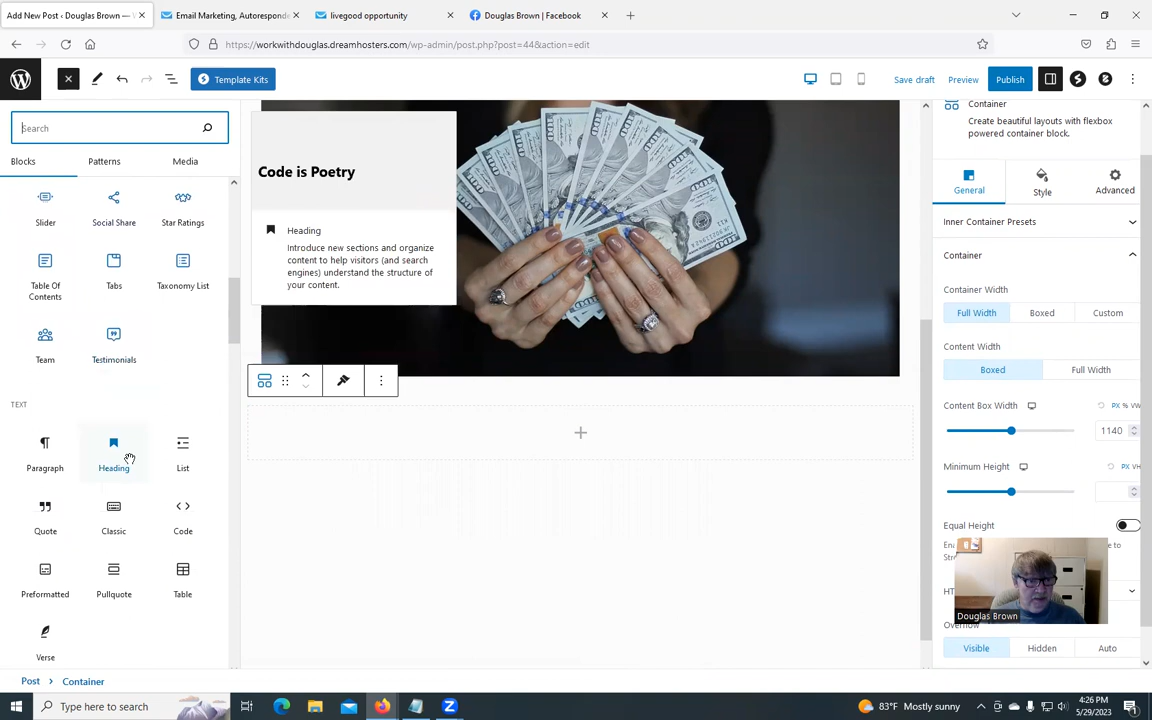 Add New Post ‹ Douglas Brown —
Email Marketing, Autoresponde
livegood opportunity
Douglas Brown | Facebook
https://workwithdouglas.dreamhosters.com/wp-admin/post.php?post=44&action=edit
Template Kits
Save draft
Preview
Publish
Search
Blocks
Patterns
Media
Slider
Social Share
Star Ratings
Table Of
Contents
Tabs
Taxonomy List
Team
Testimonials
TEXT
Paragraph
Heading
List
Quote
Classic
Code
Preformatted
Pullquote
Table
Verse
Code is Poetry
Heading
Introduce new sections and organize
content to help visitors (and search
engines) understand the structure of
your content.
Container
Create beautiful layouts with flexbox
powered container block.
General
Style
Advanced
Inner Container Presets
Container
Container Width
Full Width
Boxed
Custom
Content Width
Boxed
Full Width
Content Box Width
PX % VW
1140
Minimum Height
PX VH
Equal Height
Douglas Brown
Overflow
Visible
Hidden
Auto
Post
Container
Type here to search
83°F Mostly sunny
4:26 PM
5/29/2023